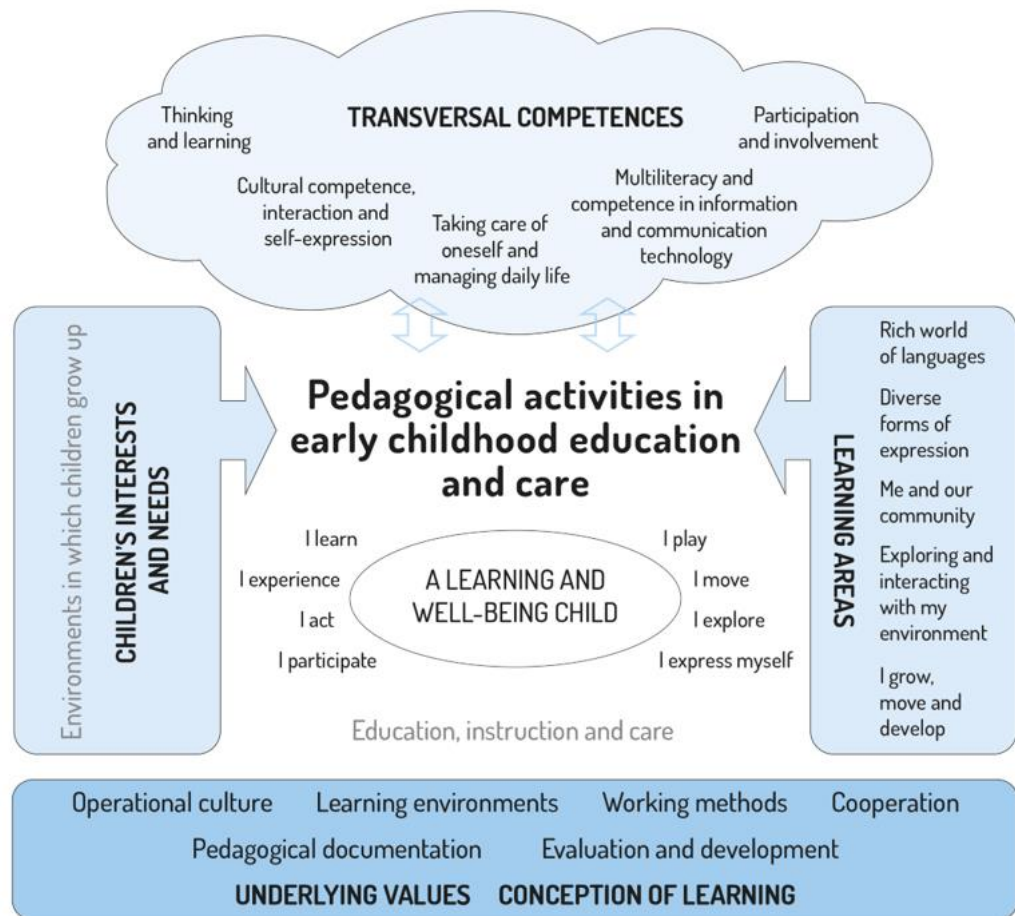 TRANSVERSAL COMPETENCES
Thinking
and learning
Cultural competence,
interaction and
self-expression
Taking care of
oneself and
managing daily life
Multiliteracy and
competence in information
and communication
technology
Participation
and involvement
Environments in which children grow up
CHILDREN'S INTERESTS
AND NEEDS
Pedagogical activities in
early childhood education
and care
I learn
I experience
I act
I participate
A LEARNING AND
WELL-BEING CHILD
I play
I move
I explore
I express myself
Education, instruction and care
LEARNING AREAS
Rich world
of languages
Diverse
forms of
expression
Me and our
community
Exploring and
interacting
with my
environment
I grow,
move and
develop
Operational culture Learning environments Working methods Cooperation
Pedagogical documentation Evaluation and development
UNDERLYING VALUES CONCEPTION OF LEARNING